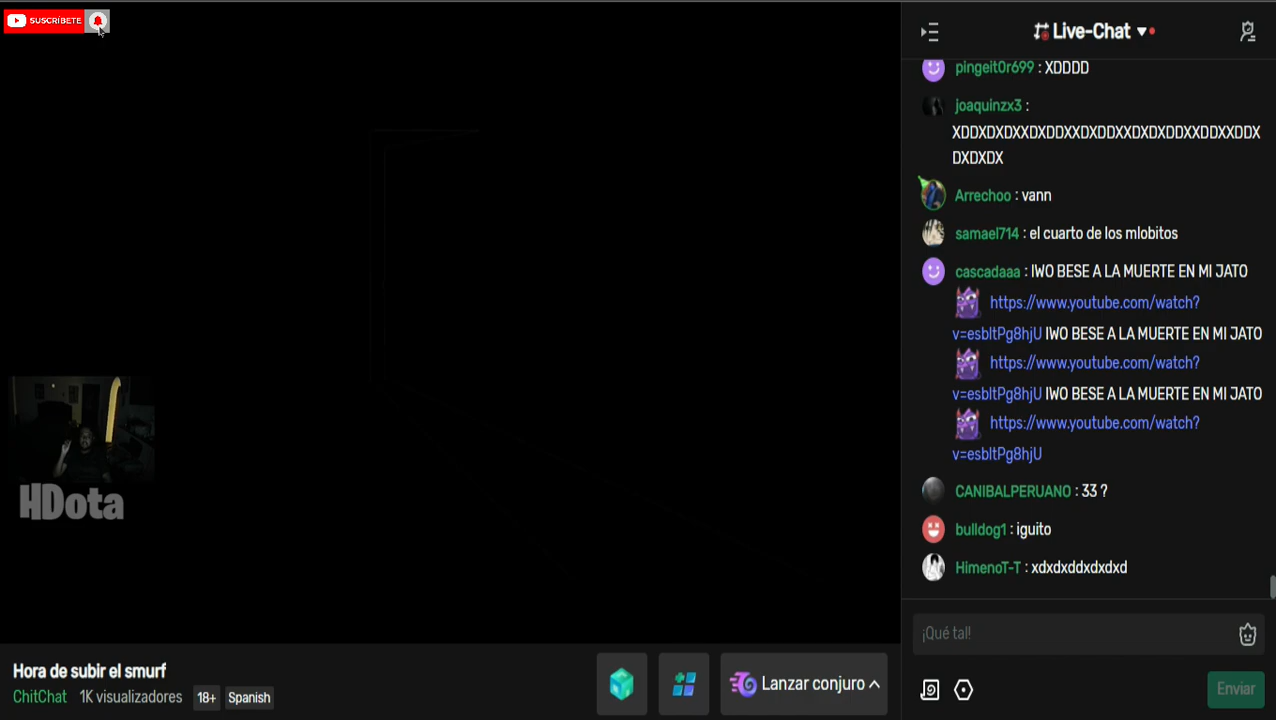 SUSCRÍBETE
HDota
Hora de subir el smurf
ChitChat 1K visualizadores 18+ Spanish
Lanzar conjuro
Live-Chat
pingeit0r699 : XDDDD
joaquinzx3 :
XDDXDXDXXDXDDXXDXDDXXDXDXDDXXDDXXDDX
DXDXDX
Arrechoo : vann
samael714 : el cuarto de los mlobitos
cascadaaa : IWO BESE A LA MUERTE EN MI JATO
https://www.youtube.com/watch?
v=esbltPg8hjU IWO BESE A LA MUERTE EN MI JATO
https://www.youtube.com/watch?
v=esbltPg8hjU IWO BESE A LA MUERTE EN MI JATO
https://www.youtube.com/watch?
v=esbltPg8hjU
CANIBALPERUANO : 33 ?
bulldog1 : iguito
HimenoT-T : xdxdxddxdxdxd
¡Qué tal!
Enviar